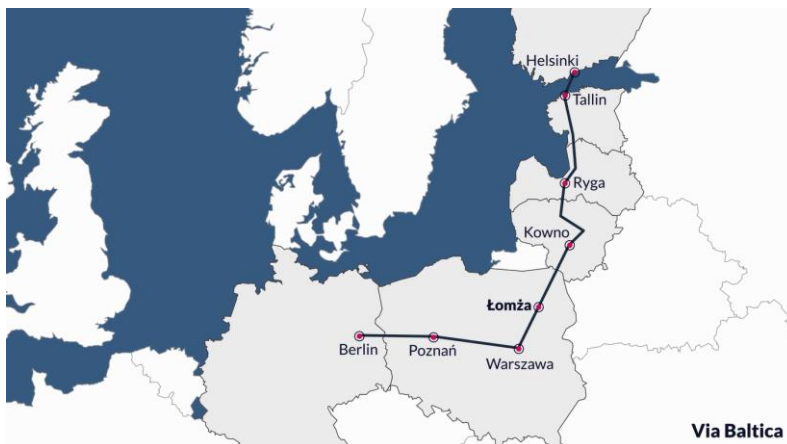 Helsinki
Tallin
Ryga
Kowno
Łomża
Berlin
Poznań
Warszawa
Via Baltica